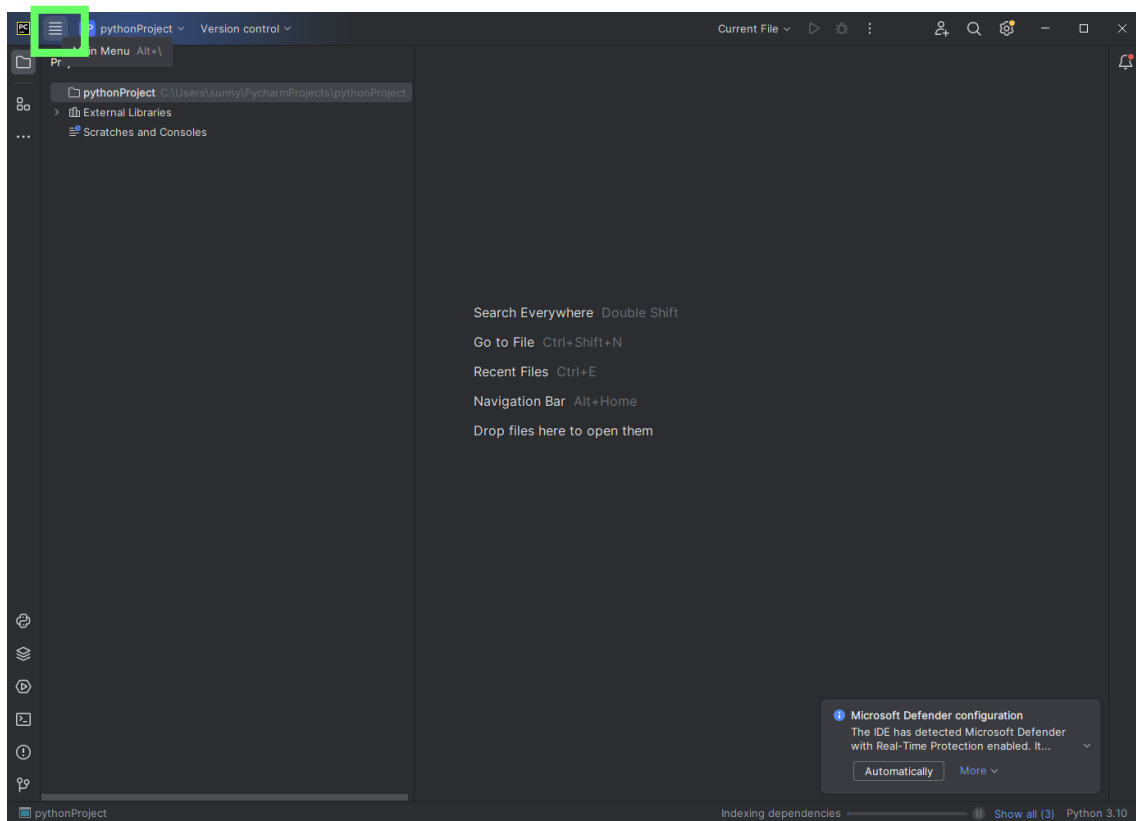 PC pythonProject Version control Current File
Main Menu Alt+\
pythonProject C:\Users\sunny\PycharmProjects\pythonProject
External Libraries
Scratches and Consoles
Search Everywhere Double Shift
Go to File Ctrl+Shift+N
Recent Files Ctrl+E
Navigation Bar Alt+Home
Drop files here to open them
Microsoft Defender configuration
The IDE has detected Microsoft Defender
with Real-Time Protection enabled. It...
Automatically More
pythonProject Indexing dependencies Show all (3) Python 3.10